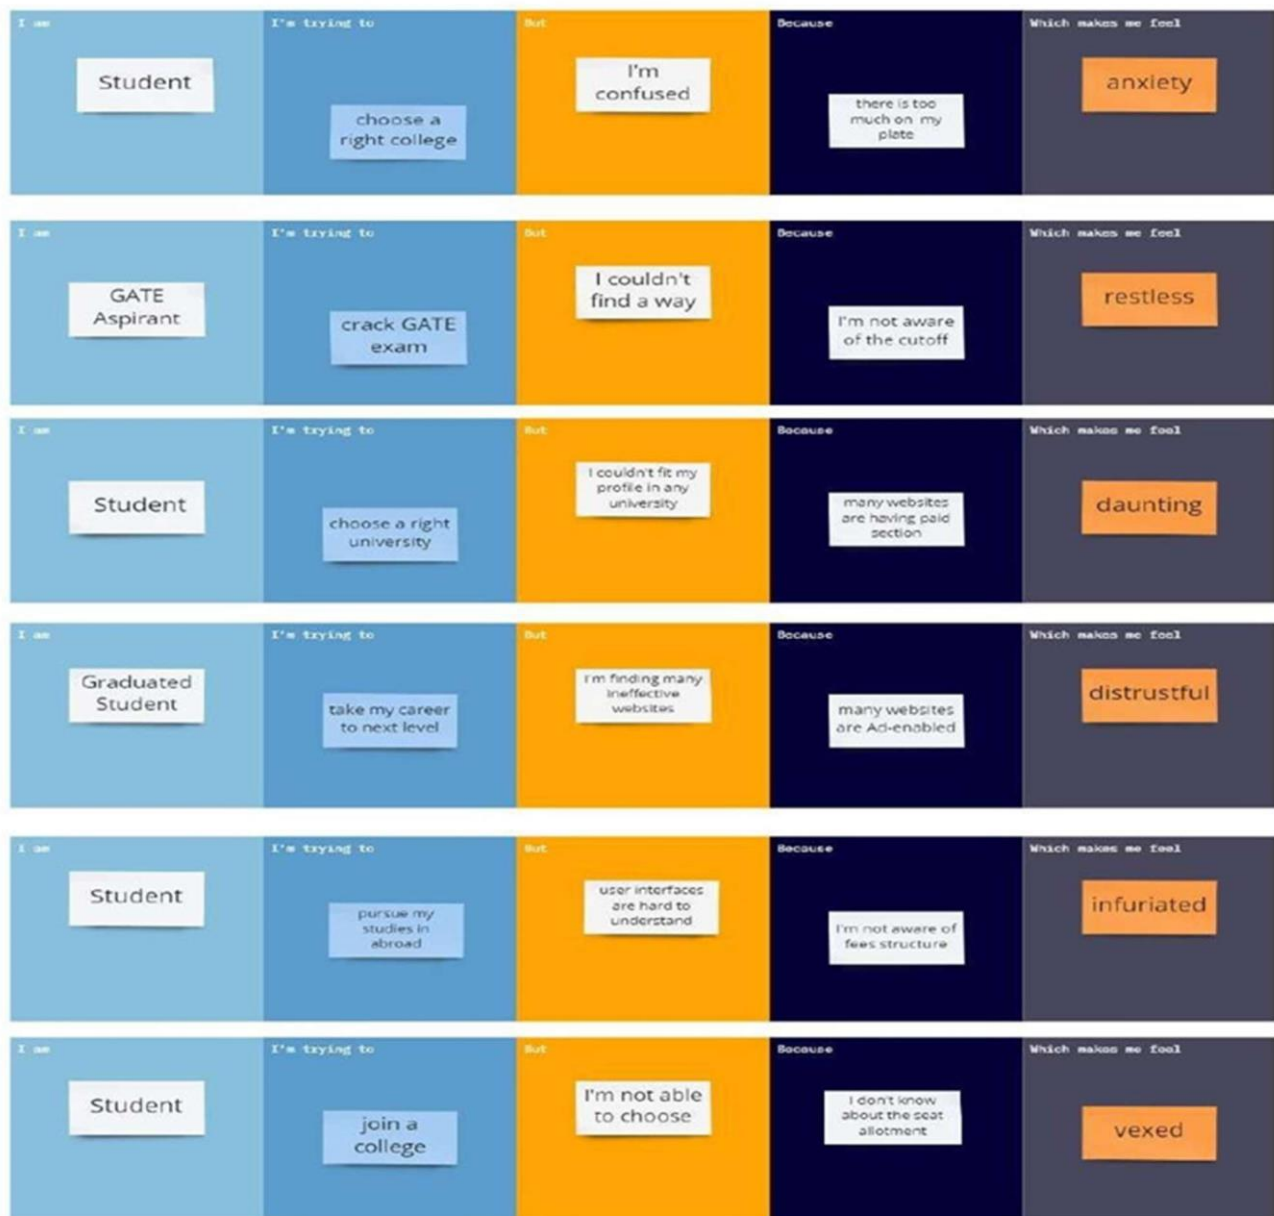 I am
I'm trying to
But
Because
Which makes me feel
Student
choose a
right college
I'm
confused
there is too
much on my
plate
anxiety
I am
I'm trying to
But
Because
Which makes me feel
GATE
Aspirant
crack GATE
exam
I couldn't
find a way
I'm not aware
of the cutoff
restless
I am
I'm trying to
But
Because
Which makes me feel
Student
choose a right
university
I couldn't fit my
profile in any
university
many websites
are having paid
section
daunting
I am
I'm trying to
But
Because
Which makes me feel
Graduated
Student
take my career
to next level
I'm finding many
ineffective
websites
many websites
are Ad-enabled
distrustful
I am
I'm trying to
But
Because
Which makes me feel
Student
pursue my
studies in
abroad
user interfaces
are hard to
understand
I'm not aware of
fees structure
infuriated
I am
I'm trying to
But
Because
Which makes me feel
Student
join a
college
I'm not able
to choose
I don't know
about the seat
allotment
vexed